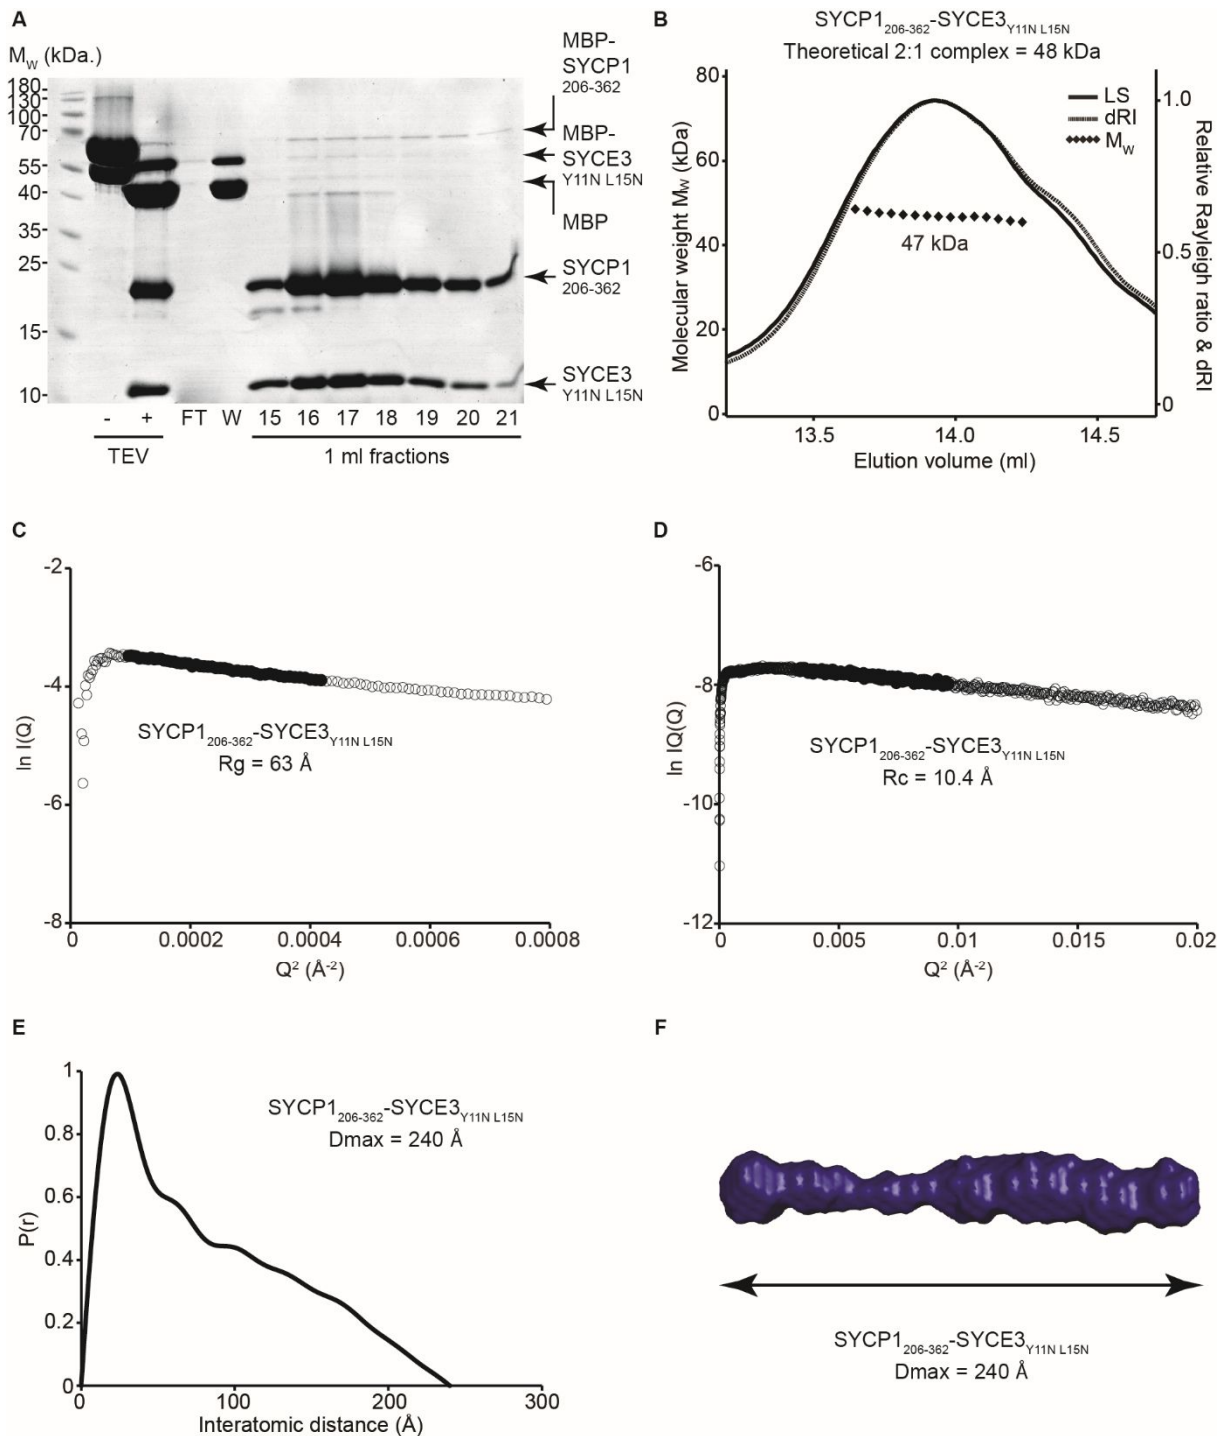 A
M_W (kDa.)
180-
130-
100-
70-
55-
40-
35-
25-
15-
10-
MBP-
SYCP1
206-362
MBP-
SYCE3
Y11N L15N
MBP
SYCP1
206-362
SYCE3
Y11N L15N
- + FT W 15 16 17 18 19 20 21
TEV 1 ml fractions
B
SYCP1206-362-SYCE3Y11N L15N
Theoretical 2:1 complex = 48 kDa
Molecular weight M_W (kDa)
80
60
40
20
0
LS
dRI
M_W
47 kDa
1.0
0.5
0
Relative Rayleigh ratio & dRI
13.5 14.0 14.5
Elution volume (ml)
C
ln I(Q)
-2
-4
-6
-8
SYCP1206-362-SYCE3Y11N L15N
Rg = 63 Å
0 0.0002 0.0004 0.0006 0.0008
Q² (Å⁻²)
D
ln IQ(Q)
-6
-8
-10
-12
SYCP1206-362-SYCE3Y11N L15N
Rc = 10.4 Å
0 0.005 0.01 0.015 0.02
Q² (Å⁻²)
E
P(r)
1
0.8
0.6
0.4
0.2
0
SYCP1206-362-SYCE3Y11N L15N
Dmax = 240 Å
0 100 200 300
Interatomic distance (Å)
F
SYCP1206-362-SYCE3Y11N L15N
Dmax = 240 Å